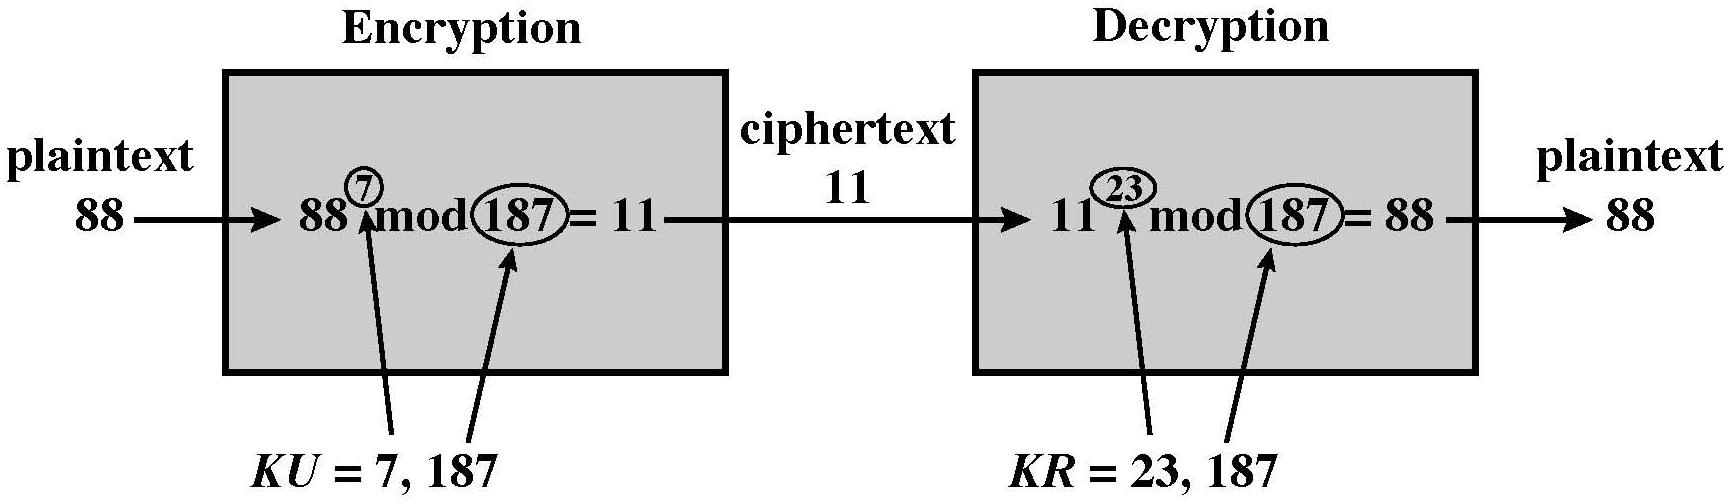 Encryption
Decryption
plaintext
88
88^7 mod 187 = 11
ciphertext
11
11^23 mod 187 = 88
plaintext
88
KU = 7, 187
KR = 23, 187